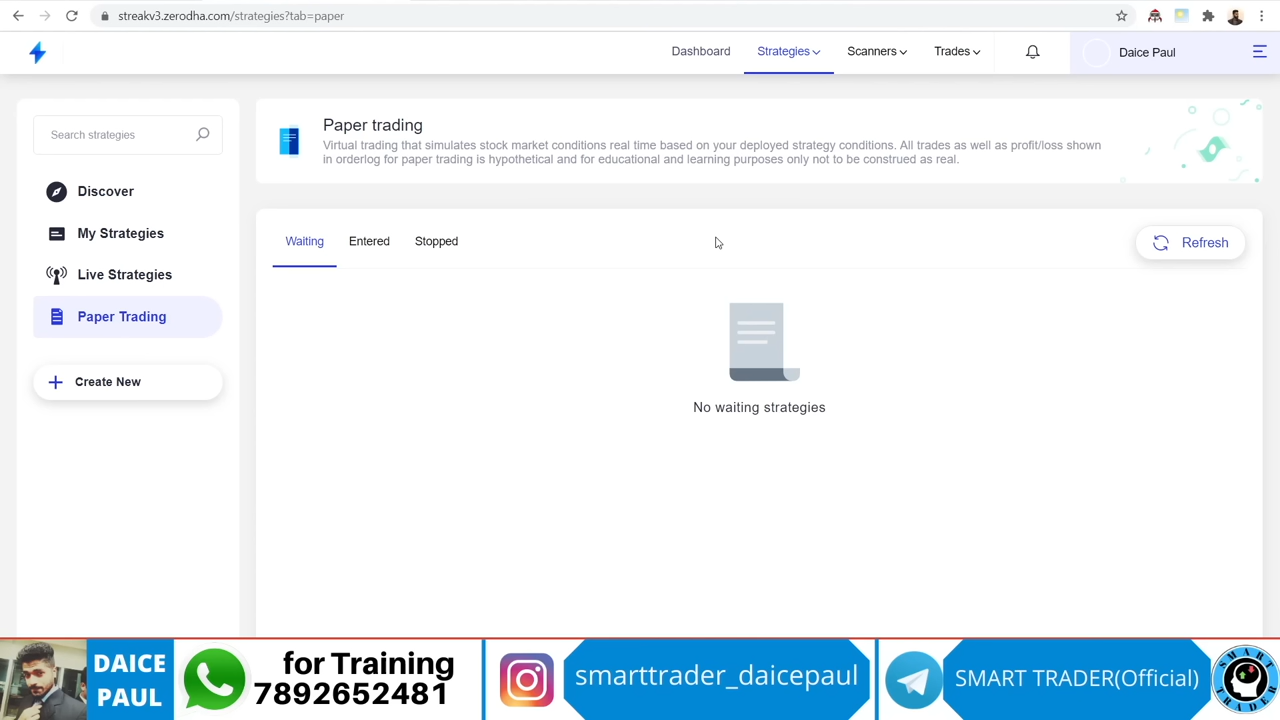 streakv3.zerodha.com/strategies?tab=paper
Dashboard
Strategies
Scanners
Trades
Daice Paul
Search strategies
Discover
My Strategies
Live Strategies
Paper Trading
Create New
Paper trading
Virtual trading that simulates stock market conditions real time based on your deployed strategy conditions. All trades as well as profit/loss shown
in orderlog for paper trading is hypthetical and for educational and learning purposes only not to be construed as real.
Waiting
Entered
Stopped
Refresh
No waiting strategies
DAICE
PAUL
for Training
7892652481
smarttrader_daicepaul
SMART TRADER(Official)
SMART
TRADER